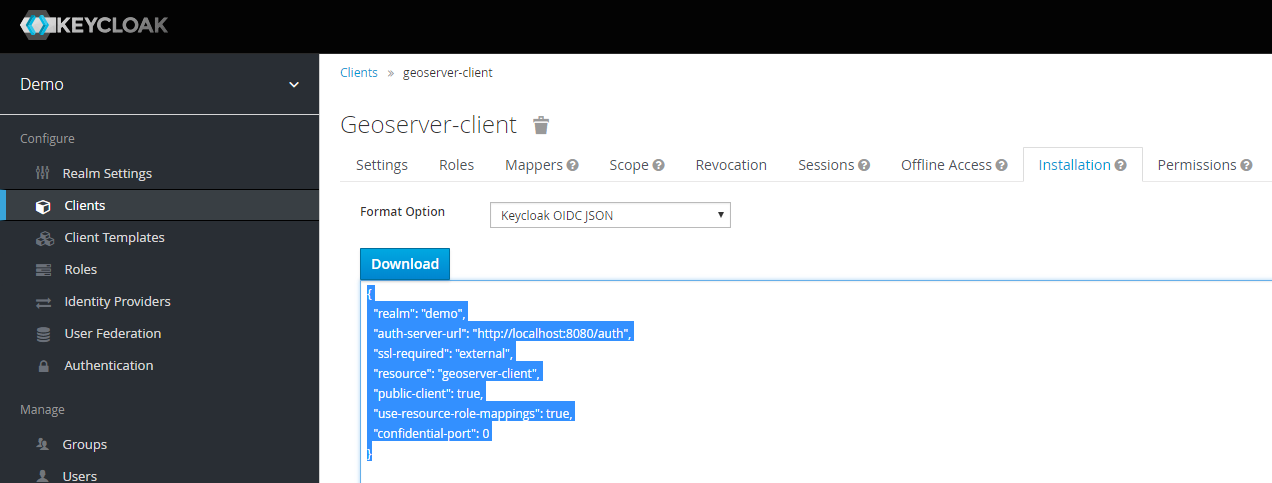 KEYCLOAK
Demo
Configure
Realm Settings
Clients
Client Templates
Roles
Identity Providers
User Federation
Authentication
Manage
Groups
Users
Clients » geoserver-client
Geoserver-client
Settings Roles Mappers ? Scope ? Revocation Sessions ? Offline Access ? Installation ? Permissions ?
Format Option Keycloak OIDC JSON
Download
{
"realm": "demo",
"auth-server-url": "http://localhost:8080/auth",
"ssl-required": "external",
"resource": "geoserver-client",
"public-client": true,
"use-resource-role-mappings": true,
"confidential-port": 0
}